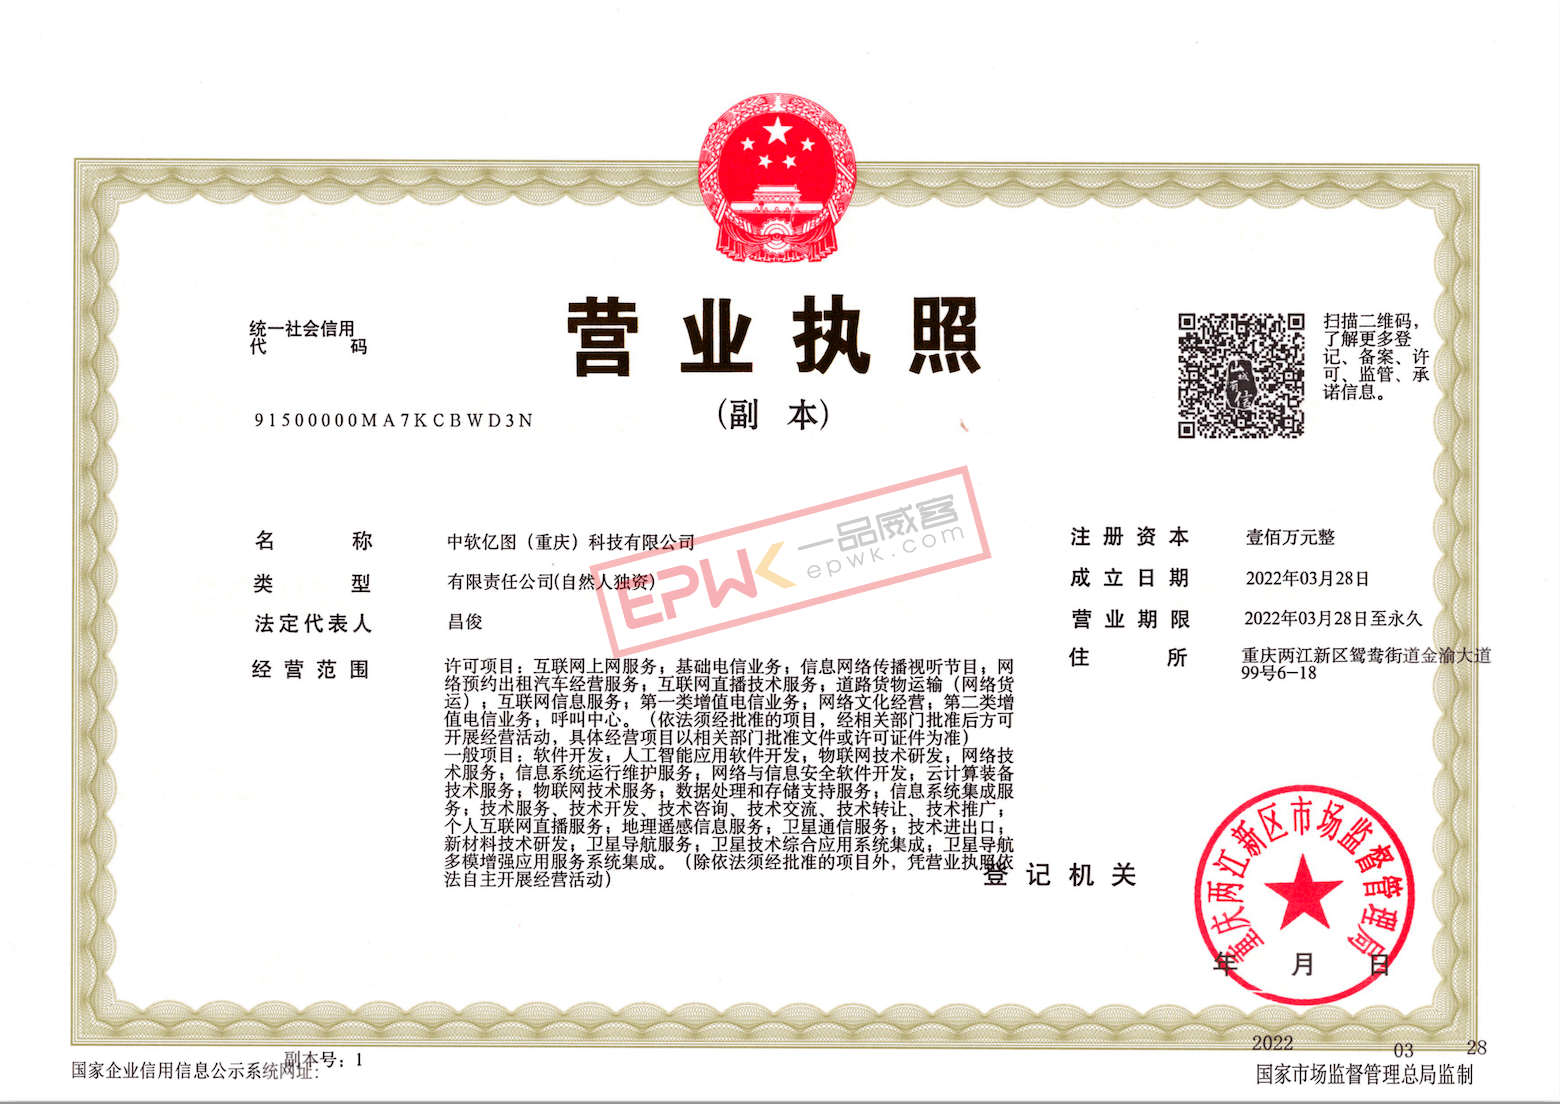 营业执照
(副 本)
统一社会信用
代 码
91500000MA7KCBWD3N
扫描二维码，
了解更多登
记、备案、许
可、监管、承
诺信息。
名 称 中软亿图（重庆）科技有限公司
类 型 有限责任公司(自然人独资)
法定代表人 昌俊
经营范围 许可项目：互联网上网服务；基础电信业务；信息网络传播视听节目；网
络预约出租汽车经营服务；互联网直播技术服务；道路货物运输（网络货
运）；互联网信息服务；第一类增值电信业务；网络文化经营；第二类增
值电信业务；呼叫中心。（依法须经批准的项目，经相关部门批准后方可
开展经营活动，具体经营项目以相关部门批准文件或许可证件为准）
一般项目：软件开发；人工智能应用软件开发；物联网技术研发；网络技
术服务；信息系统运行维护服务；网络与信息安全软件开发；云计算装备
技术服务；物联网技术服务；数据处理和存储支持服务；信息系统集成服
务；技术服务、技术开发、技术咨询、技术交流、技术转让、技术推广；
个人互联网直播服务；地理遥感信息服务；卫星通信服务；技术进出口；
新材料技术研发；卫星导航服务；卫星技术综合应用系统集成；卫星导航
多模增强应用服务系统集成。（除依法须经批准的项目外，凭营业执照依
法自主开展经营活动）
注册资本 壹佰万元整
成立日期 2022年03月28日
营业期限 2022年03月28日至永久
住 所 重庆两江新区鸳鸯街道金渝大道
99号6-18
EPWK 一品威客
epwk.com
登记机关
重庆两江新区市场监督管理局
年 月 日
2022 03 28
副本号：1
国家企业信用信息公示系统网址：
国家市场监督管理总局监制